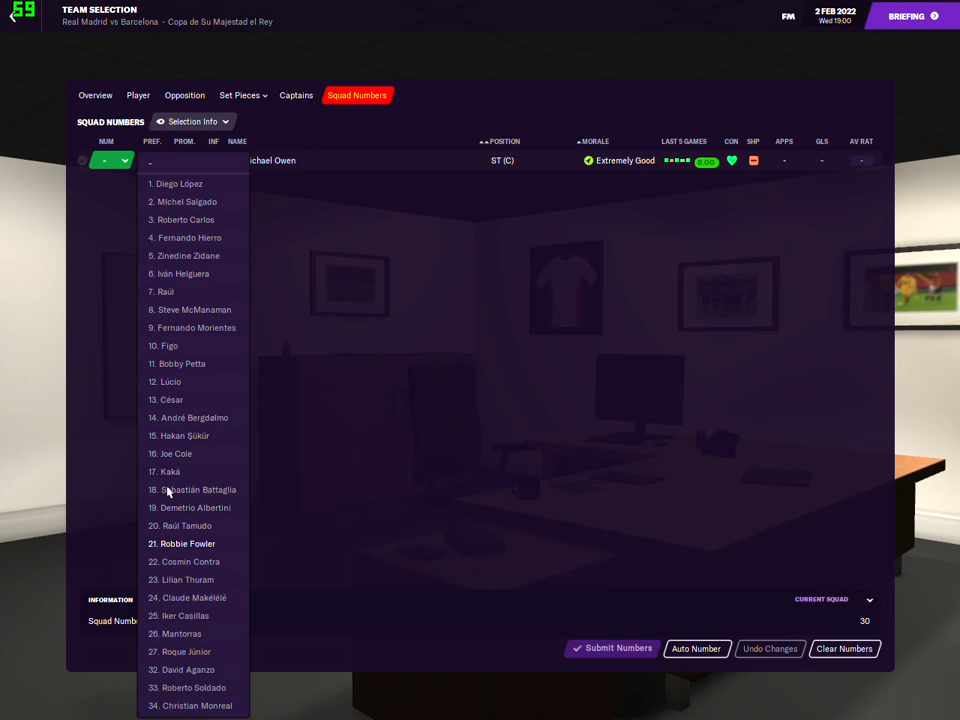 59
TEAM SELECTION
Real Madrid vs Barcelona - Copa de Su Majestad el Rey
FM
2 FEB 2022
Wed 19:00
BRIEFING
Overview Player Opposition Set Pieces Captains Squad Numbers
SQUAD NUMBERS Selection Info
NUM PREF. PROM. INF NAME POSITION MORALE LAST 5 GAMES CON SHP APPS GLS AV RAT
- ichael Owen ST (C) Extremely Good 8.00 - - -
-
1. Diego López
2. Míchel Salgado
3. Roberto Carlos
4. Fernando Hierro
5. Zinedine Zidane
6. Iván Helguera
7. Raúl
8. Steve McManaman
9. Fernando Morientes
10. Figo
11. Bobby Petta
12. Lúcio
13. César
14. André Bergdølmo
15. Hakan Şükür
16. Joe Cole
17. Kaká
18. Sebastián Battaglia
19. Demetrio Albertini
20. Raúl Tamudo
21. Robbie Fowler
22. Cosmin Contra
23. Lilian Thuram
24. Claude Makélélé
25. Iker Casillas
26. Mantorras
27. Roque Júnior
32. David Aganzo
33. Roberto Soldado
34. Christian Monreal
INFORMATION CURRENT SQUAD
Squad Numb 30
Submit Numbers Auto Number Undo Changes Clear Numbers